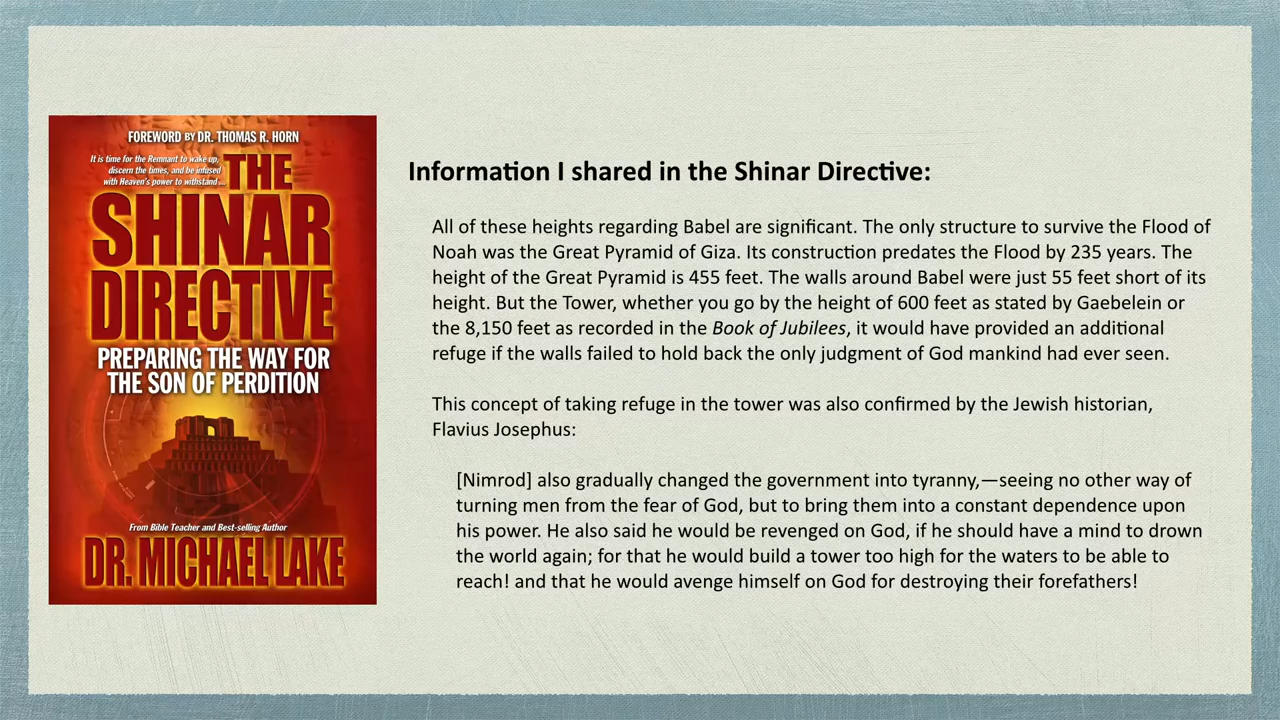 FOREWORD BY DR. THOMAS R. HORN
It is time for the Remnant to wake up,
discern the times, and be infused
with Heaven's power to withstand...
THE
SHINAR
DIRECTIVE
PREPARING THE WAY FOR
THE SON OF PERDITION
From Bible Teacher and Best-selling Author
DR. MICHAEL LAKE
Information I shared in the Shinar Directive:
All of these heights regarding Babel are significant. The only structure to survive the Flood of
Noah was the Great Pyramid of Giza. Its construction predates the Flood by 235 years. The
height of the Great Pyramid is 455 feet. The walls around Babel were just 55 feet short of its
height. But the Tower, whether you go by the height of 600 feet as stated by Gaebelein or
the 8,150 feet as recorded in the Book of Jubilees, it would have provided an additional
refuge if the walls failed to hold back the only judgment of God mankind had ever seen.
This concept of taking refuge in the tower was also confirmed by the Jewish historian,
Flavius Josephus:
[Nimrod] also gradually changed the government into tyranny,—seeing no other way of
turning men from the fear of God, but to bring them into a constant dependence upon
his power. He also said he would be revenged on God, if he should have a mind to drown
the world again; for that he would build a tower too high for the waters to be able to
reach! and that he would avenge himself on God for destroying their forefathers!